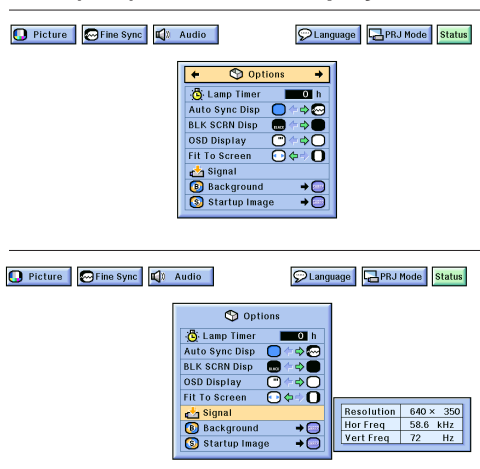 Picture Fine Sync Audio Language PRJ Mode Status
Options
Lamp Timer 0 h
Auto Sync Disp
BLK SCRN Disp BLACK
OSD Display
Fit To Screen
Signal
B Background
S Startup Image
Picture Fine Sync Audio Language PRJ Mode Status
Options
Lamp Timer 0 h
Auto Sync Disp
BLK SCRN Disp BLACK
OSD Display
Fit To Screen
Signal
B Background
S Startup Image
Resolution 640 × 350
Hor Freq 58.6 kHz
Vert Freq 72 Hz